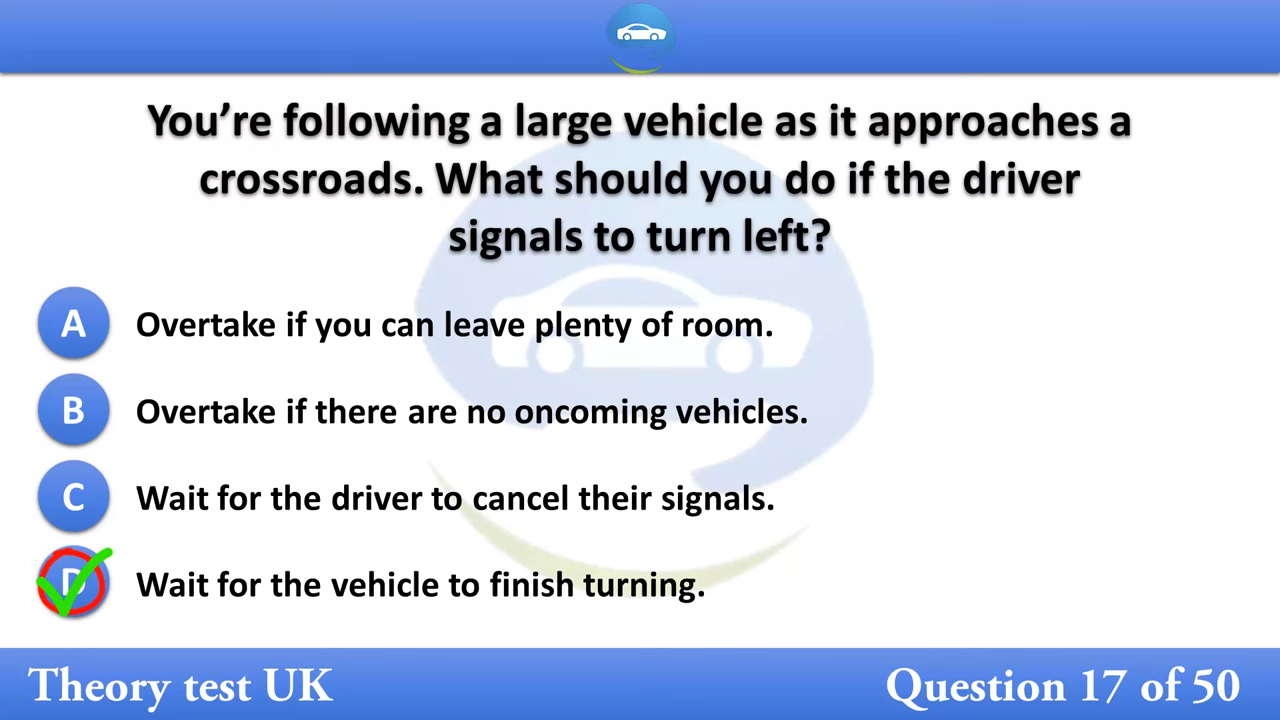 You're following a large vehicle as it approaches a
crossroads. What should you do if the driver
signals to turn left?
A Overtake if you can leave plenty of room.
B Overtake if there are no oncoming vehicles.
C Wait for the driver to cancel their signals.
D Wait for the vehicle to finish turning.
Theory test UK Question 17 of 50